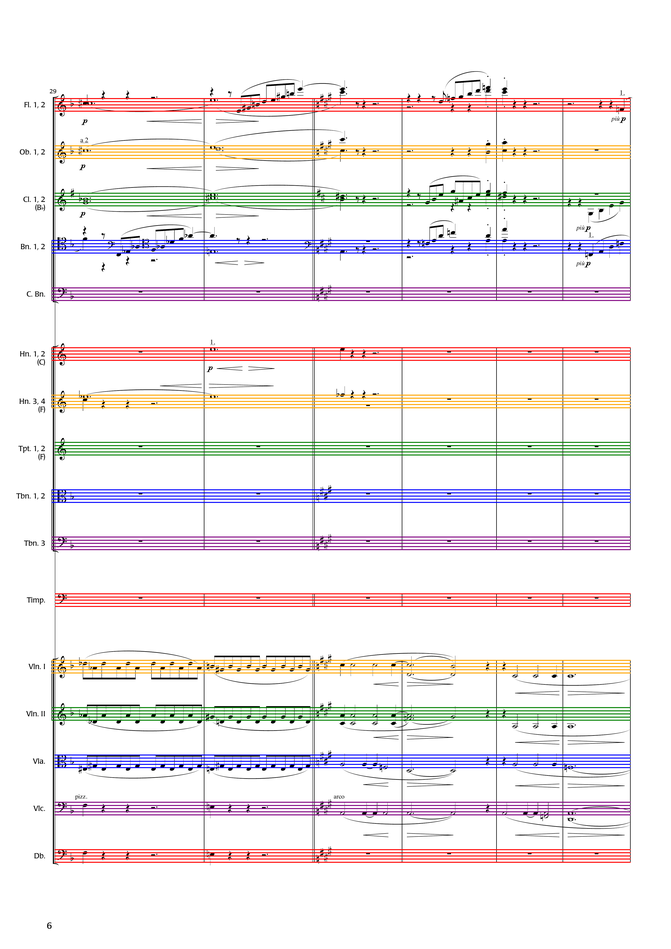 29
Fl. 1, 2
1.
p
più p
a.2
Ob. 1, 2
p
Cl. 1, 2
(B♭)
p
più p
1.
Bn. 1, 2
più p
C. Bn.
1.
Hn. 1, 2
(C)
p
Hn. 3, 4
(F)
Tpt. 1, 2
(F)
Tbn. 1, 2
Tbn. 3
Timp.
Vln. I
Vln. II
Vla.
pizz.
arco
Vlc.
Db.
6